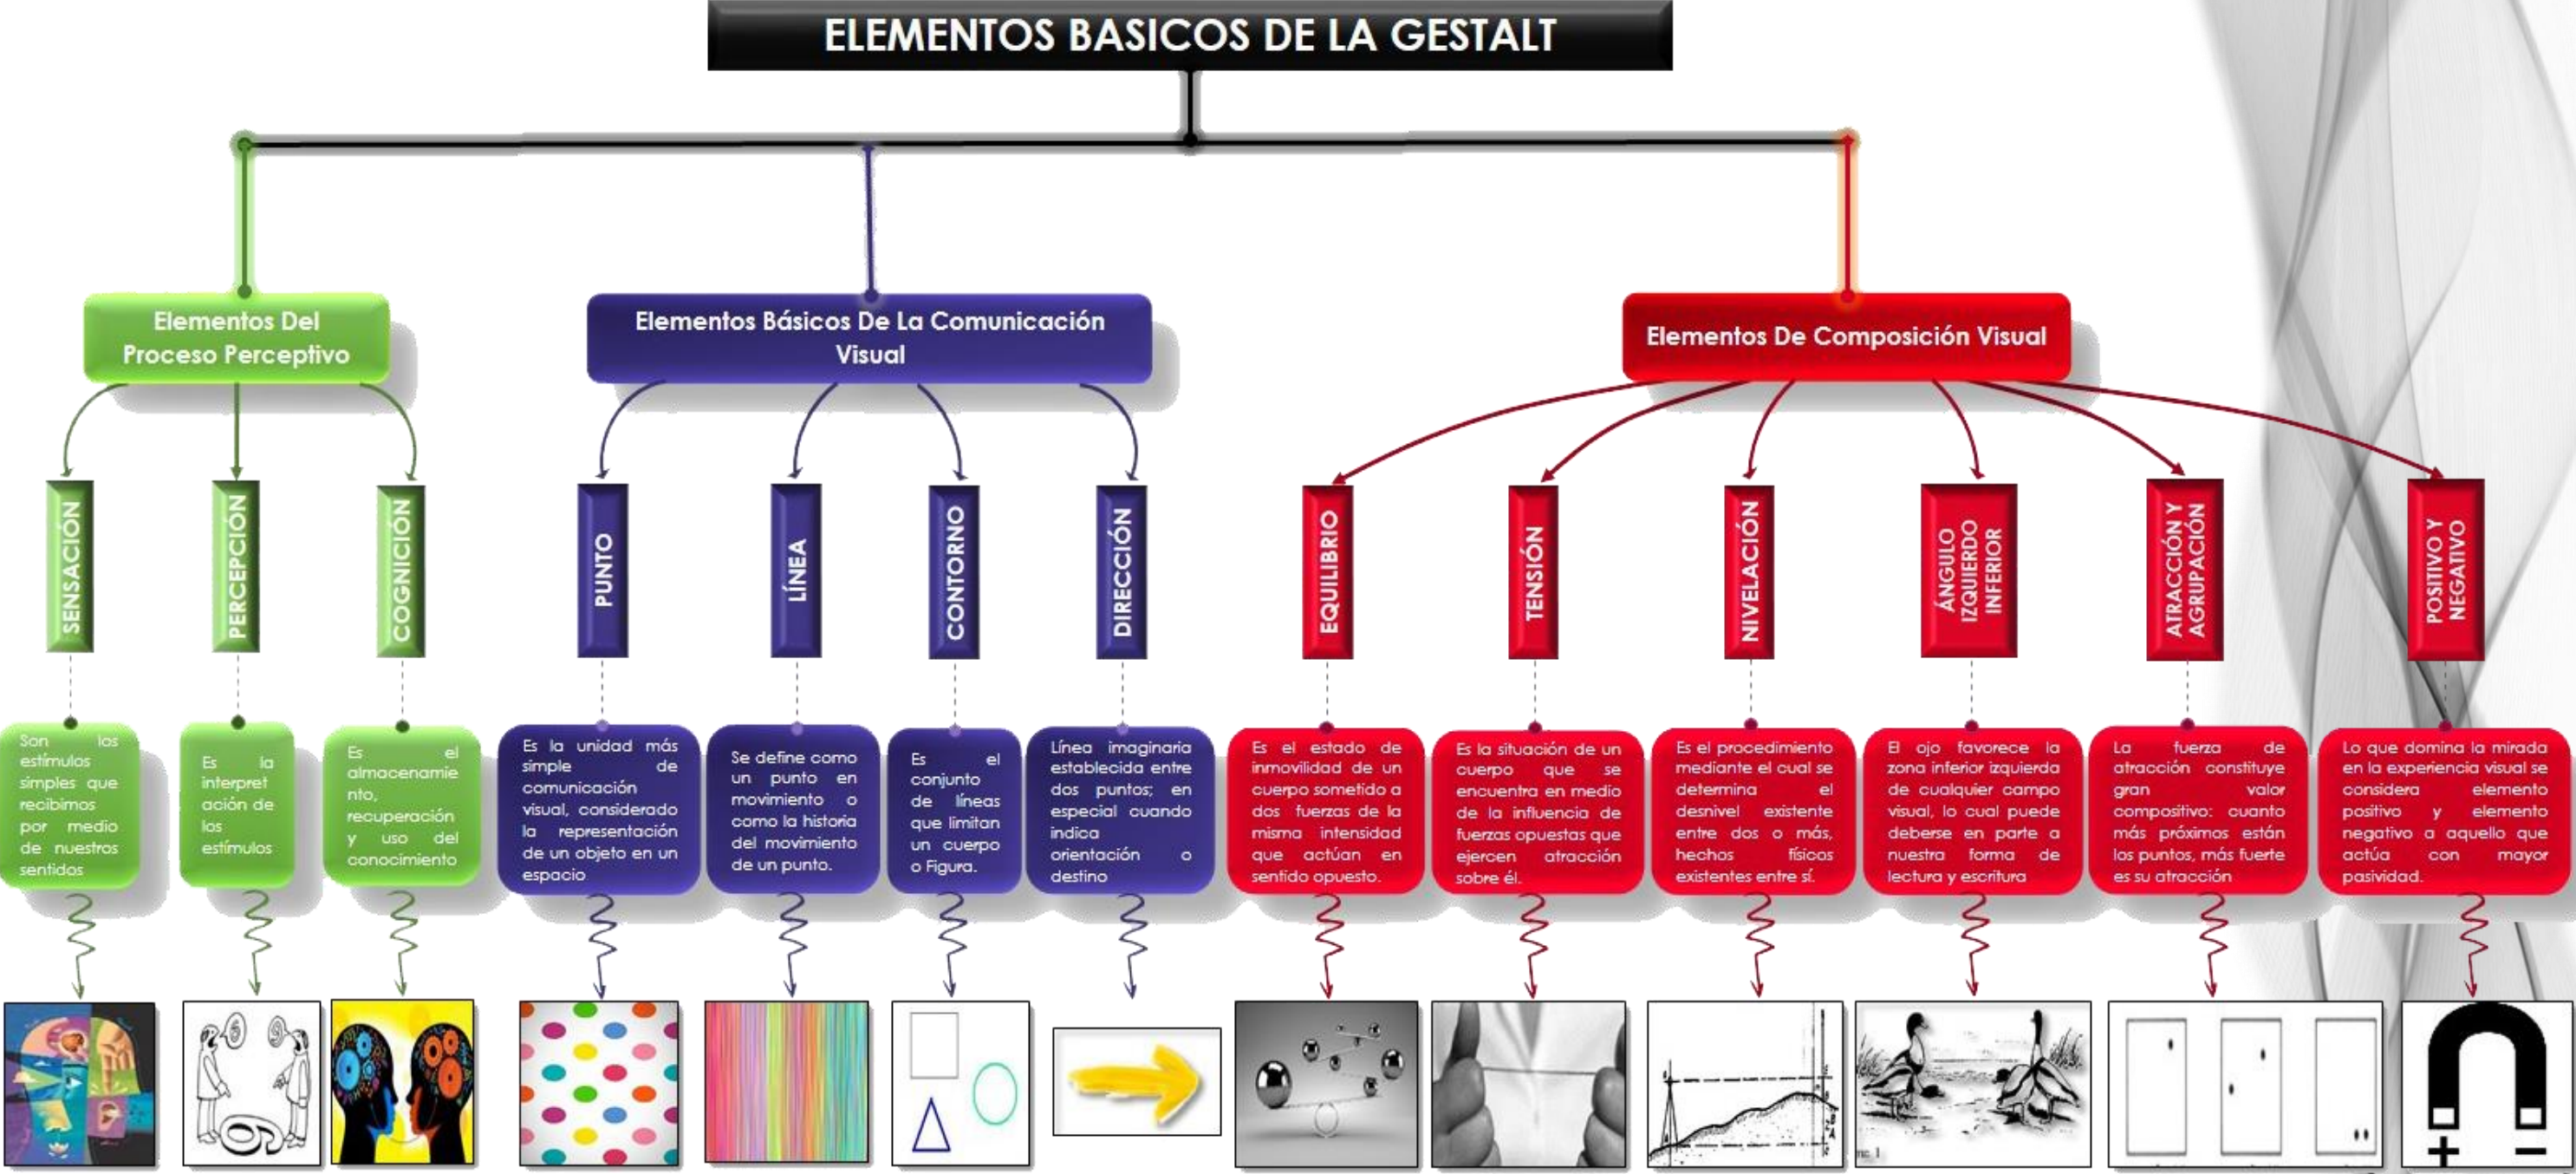 ELEMENTOS BASICOS DE LA GESTALT
Elementos Del
Proceso Perceptivo
Elementos Básicos De La Comunicación
Visual
Elementos De Composición Visual
SENSACIÓN
PERCEPCIÓN
COGNICIÓN
PUNTO
LÍNEA
CONTORNO
DIRECCIÓN
EQUILIBRIO
TENSIÓN
NIVELACIÓN
ÁNGULO
IZQUIERDO
INFERIOR
ATRACCIÓN Y
AGRUPACIÓN
POSITIVO Y
NEGATIVO
Son los
estímulos
simples que
recibimos
por medio
de nuestros
sentidos
Es la
interpret
ación de
los
estímulos
Es el
almacenamie
nto,
recuperación
y uso del
conocimiento
Es la unidad más
simple de
comunicación
visual, considerado
la representación
de un objeto en un
espacio
Se define como
un punto en
movimiento o
como la historia
del movimiento
de un punto.
Es el
conjunto
de líneas
que limitan
un cuerpo
o Figura.
Línea imaginaria
establecida entre
dos puntos; en
especial cuando
indica
orientación o
destino
Es el estado de
inmovilidad de un
cuerpo sometido a
dos fuerzas de la
misma intensidad
que actúan en
sentido opuesto.
Es la situación de un
cuerpo que se
encuentra en medio
de la influencia de
fuerzas opuestas que
ejercen atracción
sobre él.
Es el procedimiento
mediante el cual se
determina el
desnivel existente
entre dos o más,
hechos físicos
existentes entre sí.
El ojo favorece la
zona inferior izquierda
de cualquier campo
visual, lo cual puede
deberse en parte a
nuestra forma de
lectura y escritura
La fuerza de
atracción constituye
gran valor
compositivo: cuanto
más próximos están
los puntos, más fuerte
es su atracción
Lo que domina la mirada
en la experiencia visual se
considera elemento
positivo y elemento
negativo a aquello que
actúa con mayor
pasividad.
6
9
6
+ −